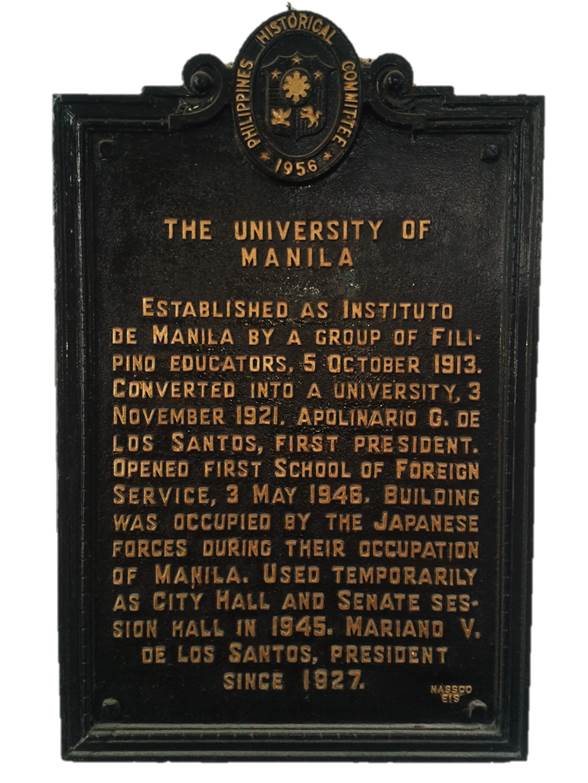 PHILIPPINES HISTORICAL COMMITTEE
★ 1956 ★
THE UNIVERSITY OF
MANILA
ESTABLISHED AS INSTITUTO
DE MANILA BY A GROUP OF FILI-
PINO EDUCATORS, 5 OCTOBER 1913.
CONVERTED INTO A UNIVERSITY, 3
NOVEMBER 1921. APOLINARIO G. DE
LOS SANTOS, FIRST PRESIDENT.
OPENED FIRST SCHOOL OF FOREIGN
SERVICE, 3 MAY 1946. BUILDING
WAS OCCUPIED BY THE JAPANESE
FORCES DURING THEIR OCCUPATION
OF MANILA. USED TEMPORARILY
AS CITY HALL AND SENATE SES-
SION HALL IN 1945. MARIANO V.
DE LOS SANTOS, PRESIDENT
SINCE 1927.
NASSCO
EIS